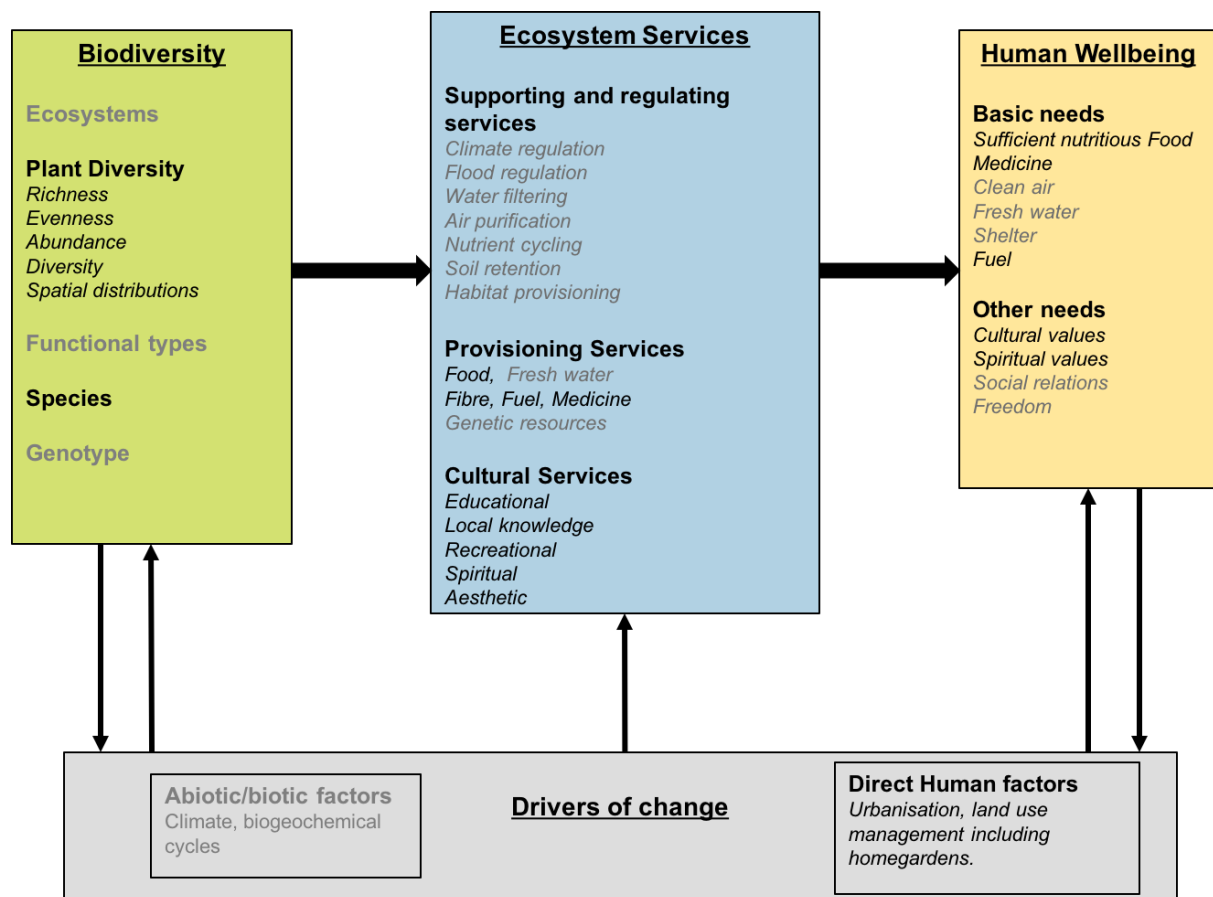 Biodiversity
Ecosystems
Plant Diversity
Richness
Evenness
Abundance
Diversity
Spatial distributions
Functional types
Species
Genotype
Ecosystem Services
Supporting and regulating
services
Climate regulation
Flood regulation
Water filtering
Air purification
Nutrient cycling
Soil retention
Habitat provisioning
Provisioning Services
Food, Fresh water
Fibre, Fuel, Medicine
Genetic resources
Cultural Services
Educational
Local knowledge
Recreational
Spiritual
Aesthetic
Human Wellbeing
Basic needs
Sufficient nutritious Food
Medicine
Clean air
Fresh water
Shelter
Fuel
Other needs
Cultural values
Spiritual values
Social relations
Freedom
Abiotic/biotic factors
Climate, biogeochemical
cycles
Drivers of change
Direct Human factors
Urbanisation, land use
management including
homegardens.